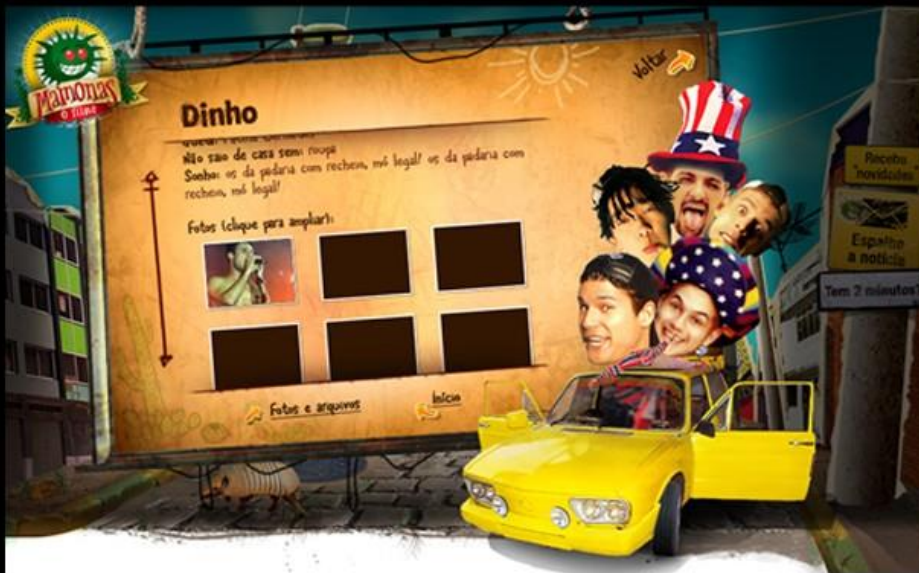 Mamonas
o filme
Voltar
Dinho
Não saio de casa sem: roupa
Sonho: os da padaria com recheio, mó legal! os da padaria com
recheio, mó legal!
Fotos (clique para ampliar):
Fotos e arquivos
Início
Receba
novidades
Espalhe
a notícia
Tem 2 minutos?